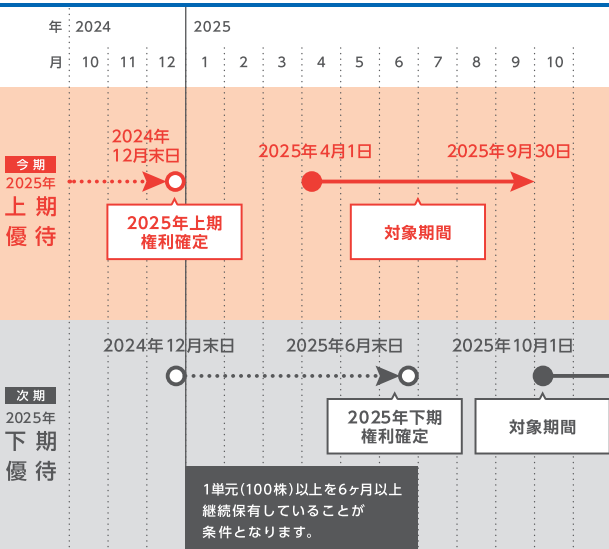 年 2024 2025
月 10 11 12 1 2 3 4 5 6 7 8 9 10
今期
2025年
上期
優待
2024年
12月末日
2025年4月1日
2025年9月30日
2025年上期
権利確定
対象期間
次期
2025年
下期
優待
2024年12月末日
2025年6月末日
2025年10月1日
2025年下期
権利確定
対象期間
1単元(100株)以上を6ヶ月以上
継続保有していることが
条件となります。